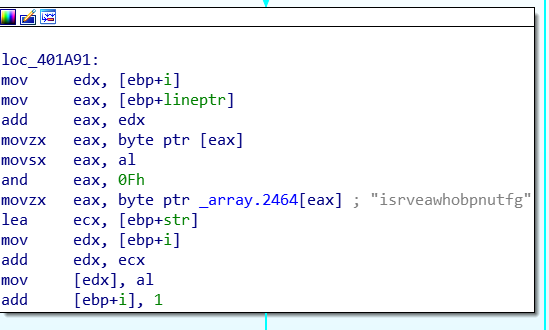 loc_401A91:
mov edx, [ebp+i]
mov eax, [ebp+lineptr]
add eax, edx
movzx eax, byte ptr [eax]
movsx eax, al
and eax, 0Fh
movzx eax, byte ptr _array.2464[eax] ; "isrveawhobpnutfg"
lea ecx, [ebp+str]
mov edx, [ebp+i]
add edx, ecx
mov [edx], al
add [ebp+i], 1